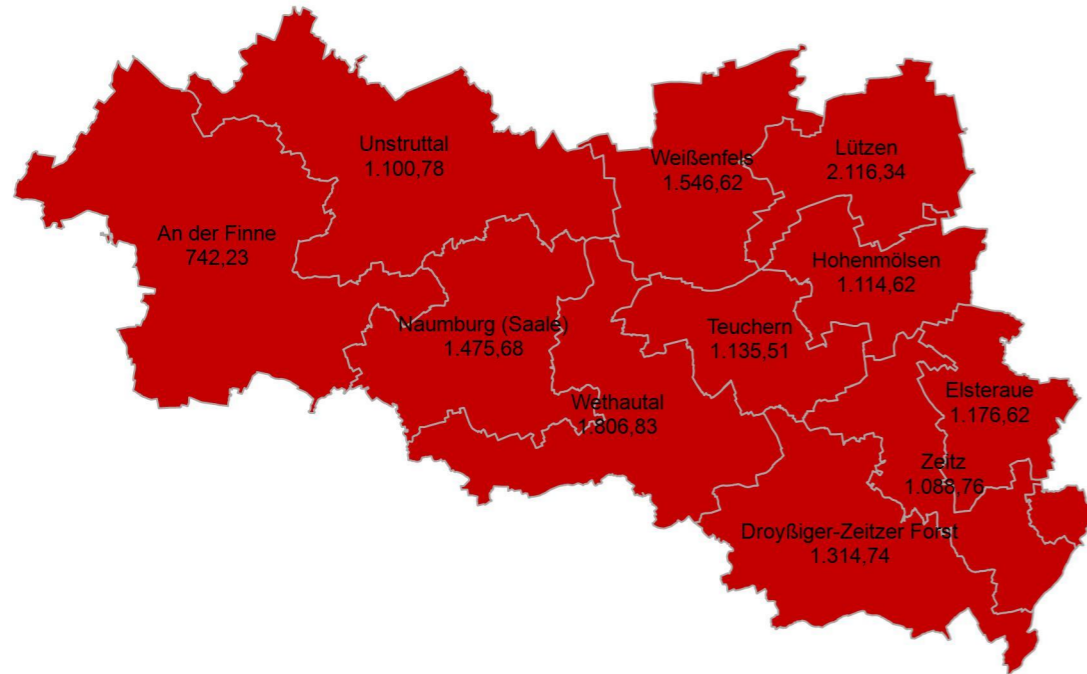 Unstruttal
1.100,78
Weißenfels
1.546,62
Lützen
2.116,34
An der Finne
742,23
Hohenmölsen
1.114,62
Naumburg (Saale)
1.475,68
Teuchern
1.135,51
Wethautal
1.806,83
Elsteraue
1.176,62
Zeitz
1.088,76
Droyßiger-Zeitzer Forst
1.314,74